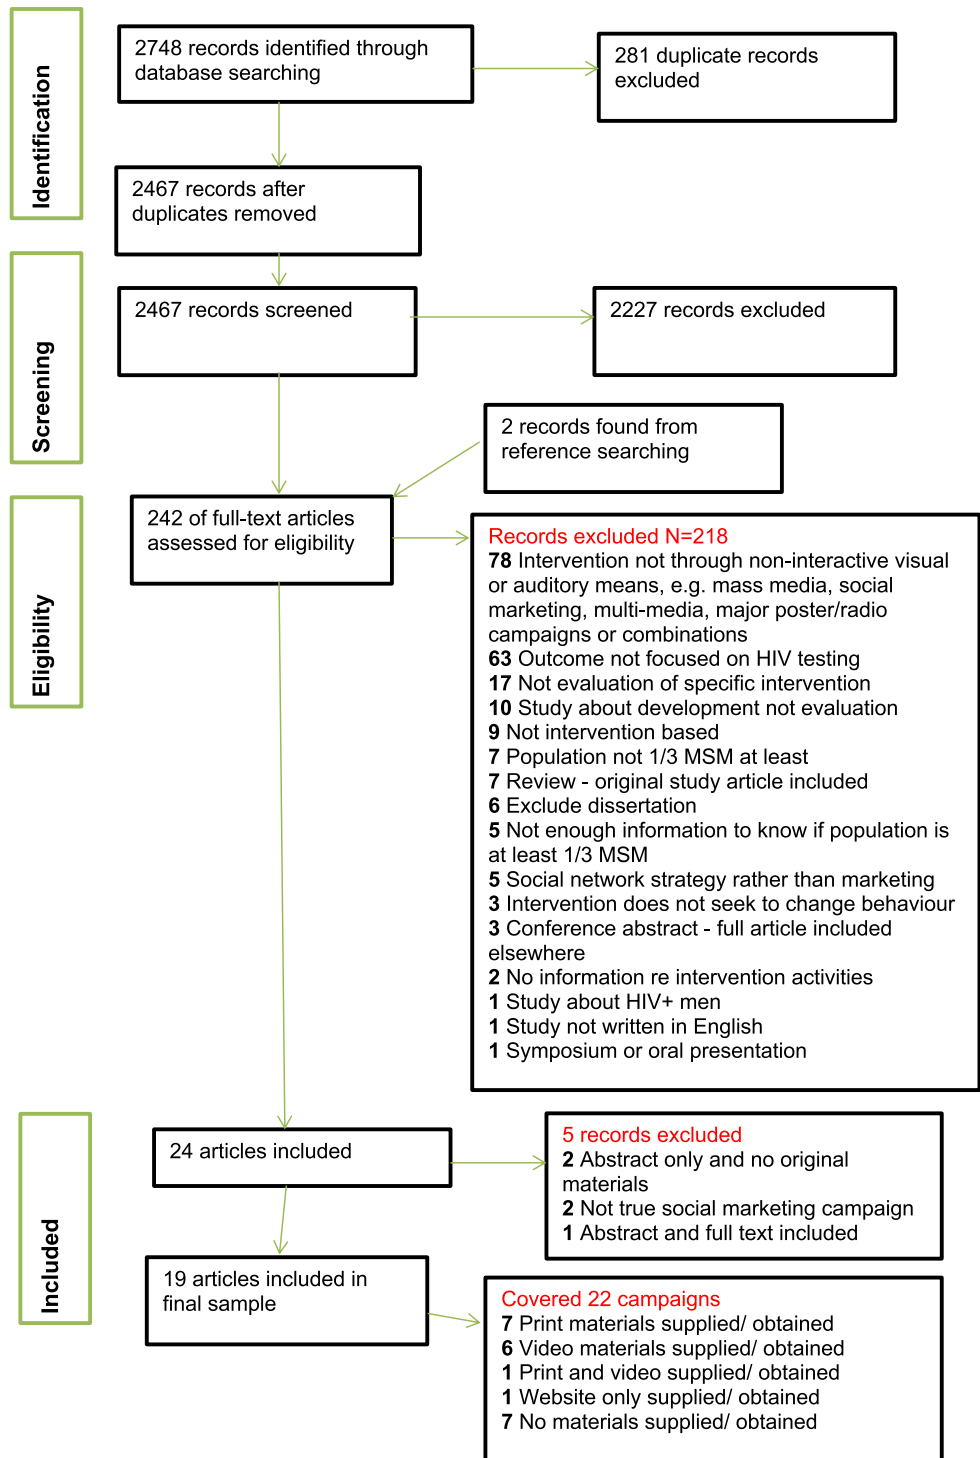 Identification
2748 records identified through
database searching
281 duplicate records
excluded
2467 records after
duplicates removed
Screening
2467 records screened
2227 records excluded
2 records found from
reference searching
Eligibility
242 of full-text articles
assessed for eligibility
Records excluded N=218
78 Intervention not through non-interactive visual
or auditory means, e.g. mass media, social
marketing, multi-media, major poster/radio
campaigns or combinations
63 Outcome not focused on HIV testing
17 Not evaluation of specific intervention
10 Study about development not evaluation
9 Not intervention based
7 Population not 1/3 MSM at least
7 Review - original study article included
6 Exclude dissertation
5 Not enough information to know if population is
at least 1/3 MSM
5 Social network strategy rather than marketing
3 Intervention does not seek to change behaviour
3 Conference abstract - full article included
elsewhere
2 No information re intervention activities
1 Study about HIV+ men
1 Study not written in English
1 Symposium or oral presentation
Included
24 articles included
5 records excluded
2 Abstract only and no original
materials
2 Not true social marketing campaign
1 Abstract and full text included
19 articles included in
final sample
Covered 22 campaigns
7 Print materials supplied/ obtained
6 Video materials supplied/ obtained
1 Print and video supplied/ obtained
1 Website only supplied/ obtained
7 No materials supplied/ obtained